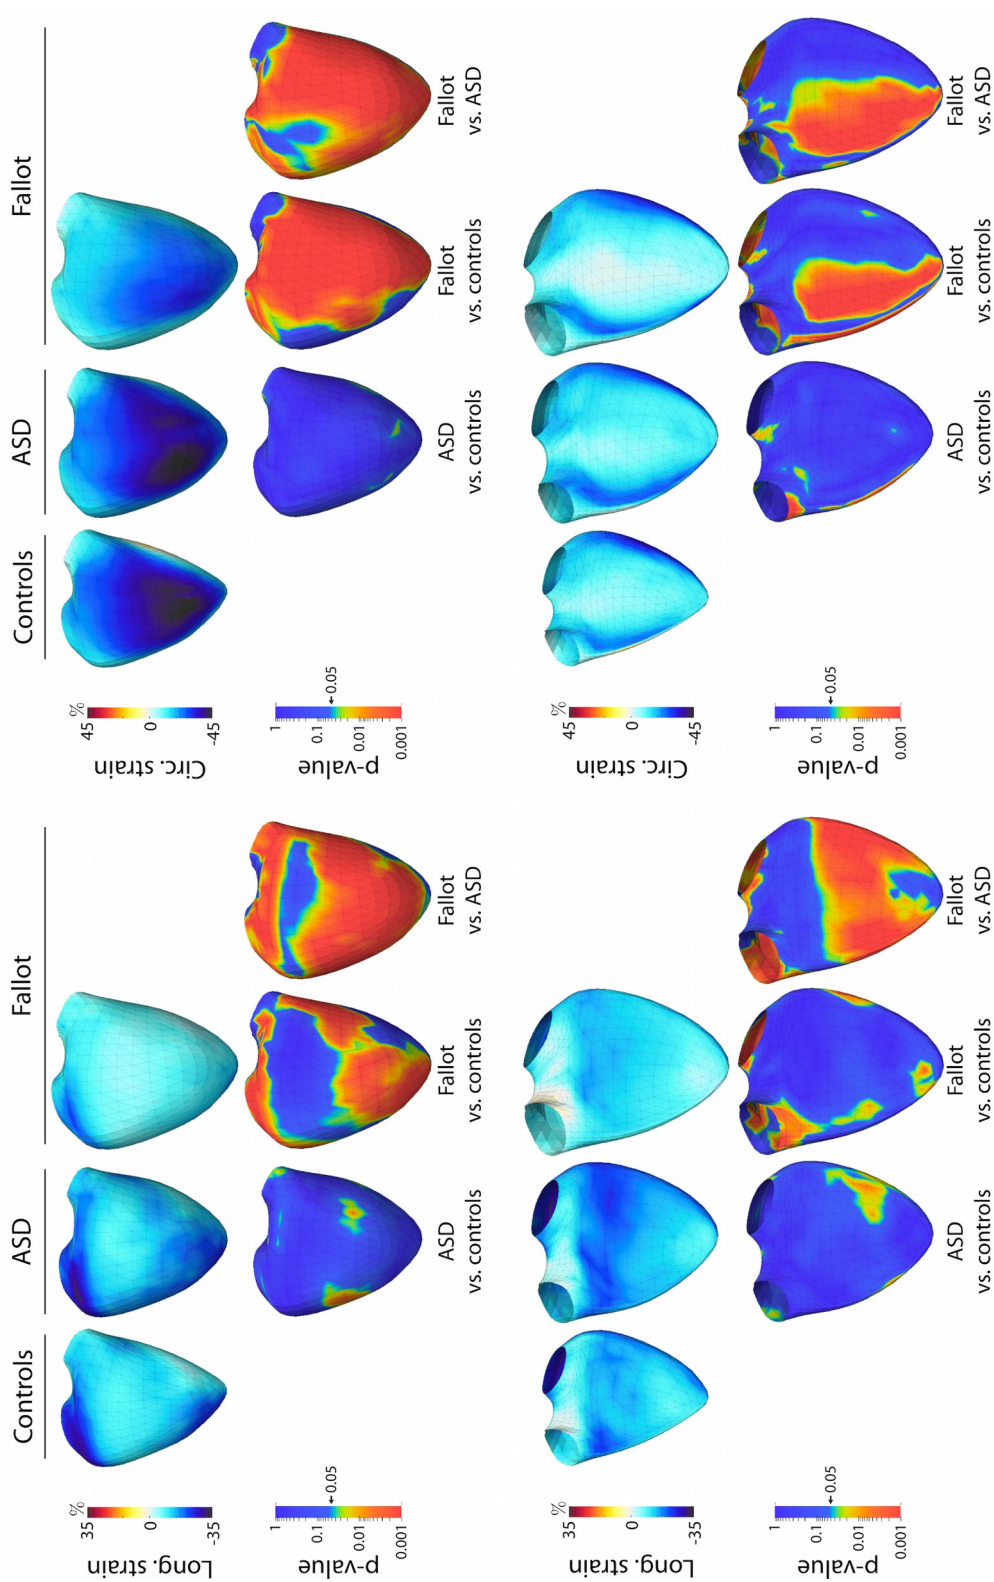 Controls
ASD
Fallot
%
45
0
-45
Circ. strain
1
0.1
0.05
0.01
0.001
p-value
ASD
vs. controls
Fallot
vs. controls
Fallot
vs. ASD
%
45
0
-45
Circ. strain
1
0.1
0.05
0.01
0.001
p-value
ASD
vs. controls
Fallot
vs. controls
Fallot
vs. ASD
Controls
ASD
Fallot
%
35
0
-35
Long. strain
1
0.1
0.05
0.01
0.001
p-value
ASD
vs. controls
Fallot
vs. controls
Fallot
vs. ASD
%
35
0
-35
Long. strain
1
0.1
0.05
0.01
0.001
p-value
ASD
vs. controls
Fallot
vs. controls
Fallot
vs. ASD